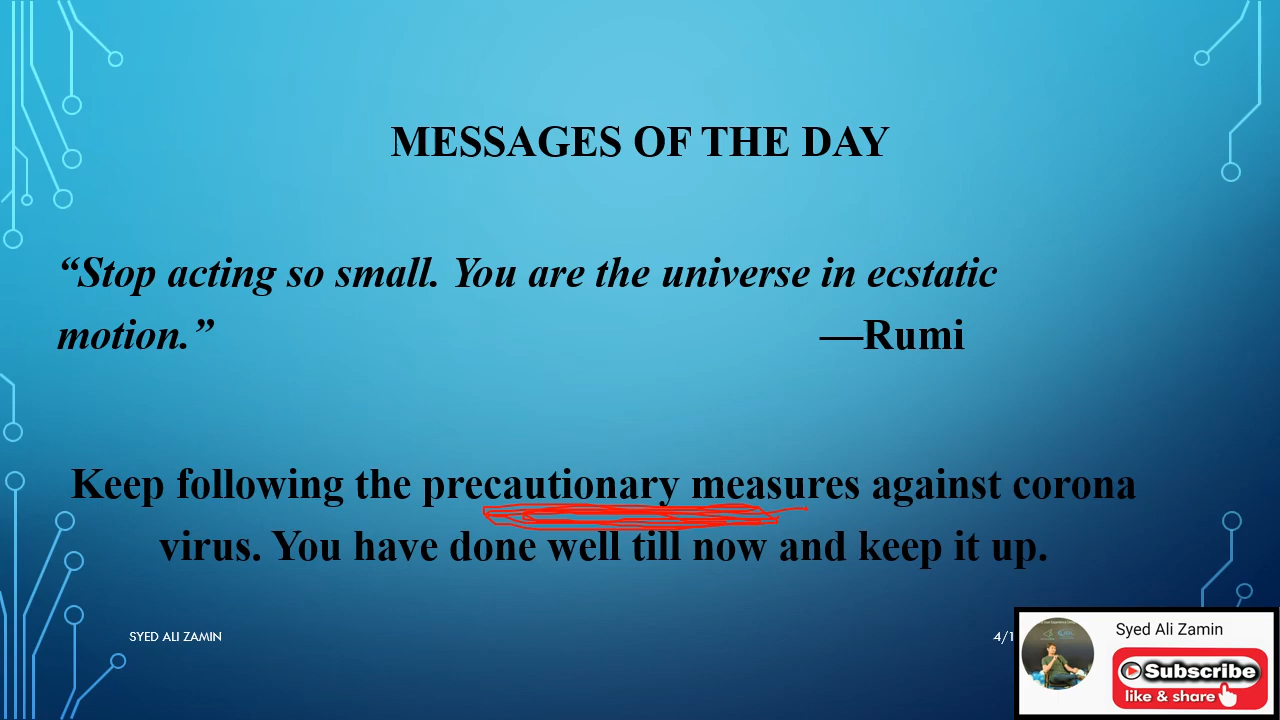 MESSAGES OF THE DAY
“Stop acting so small. You are the universe in ecstatic
motion.” —Rumi
Keep following the precautionary measures against corona
virus. You have done well till now and keep it up.
SYED ALI ZAMIN
4/1
Syed Ali Zamin
Subscribe
like & share